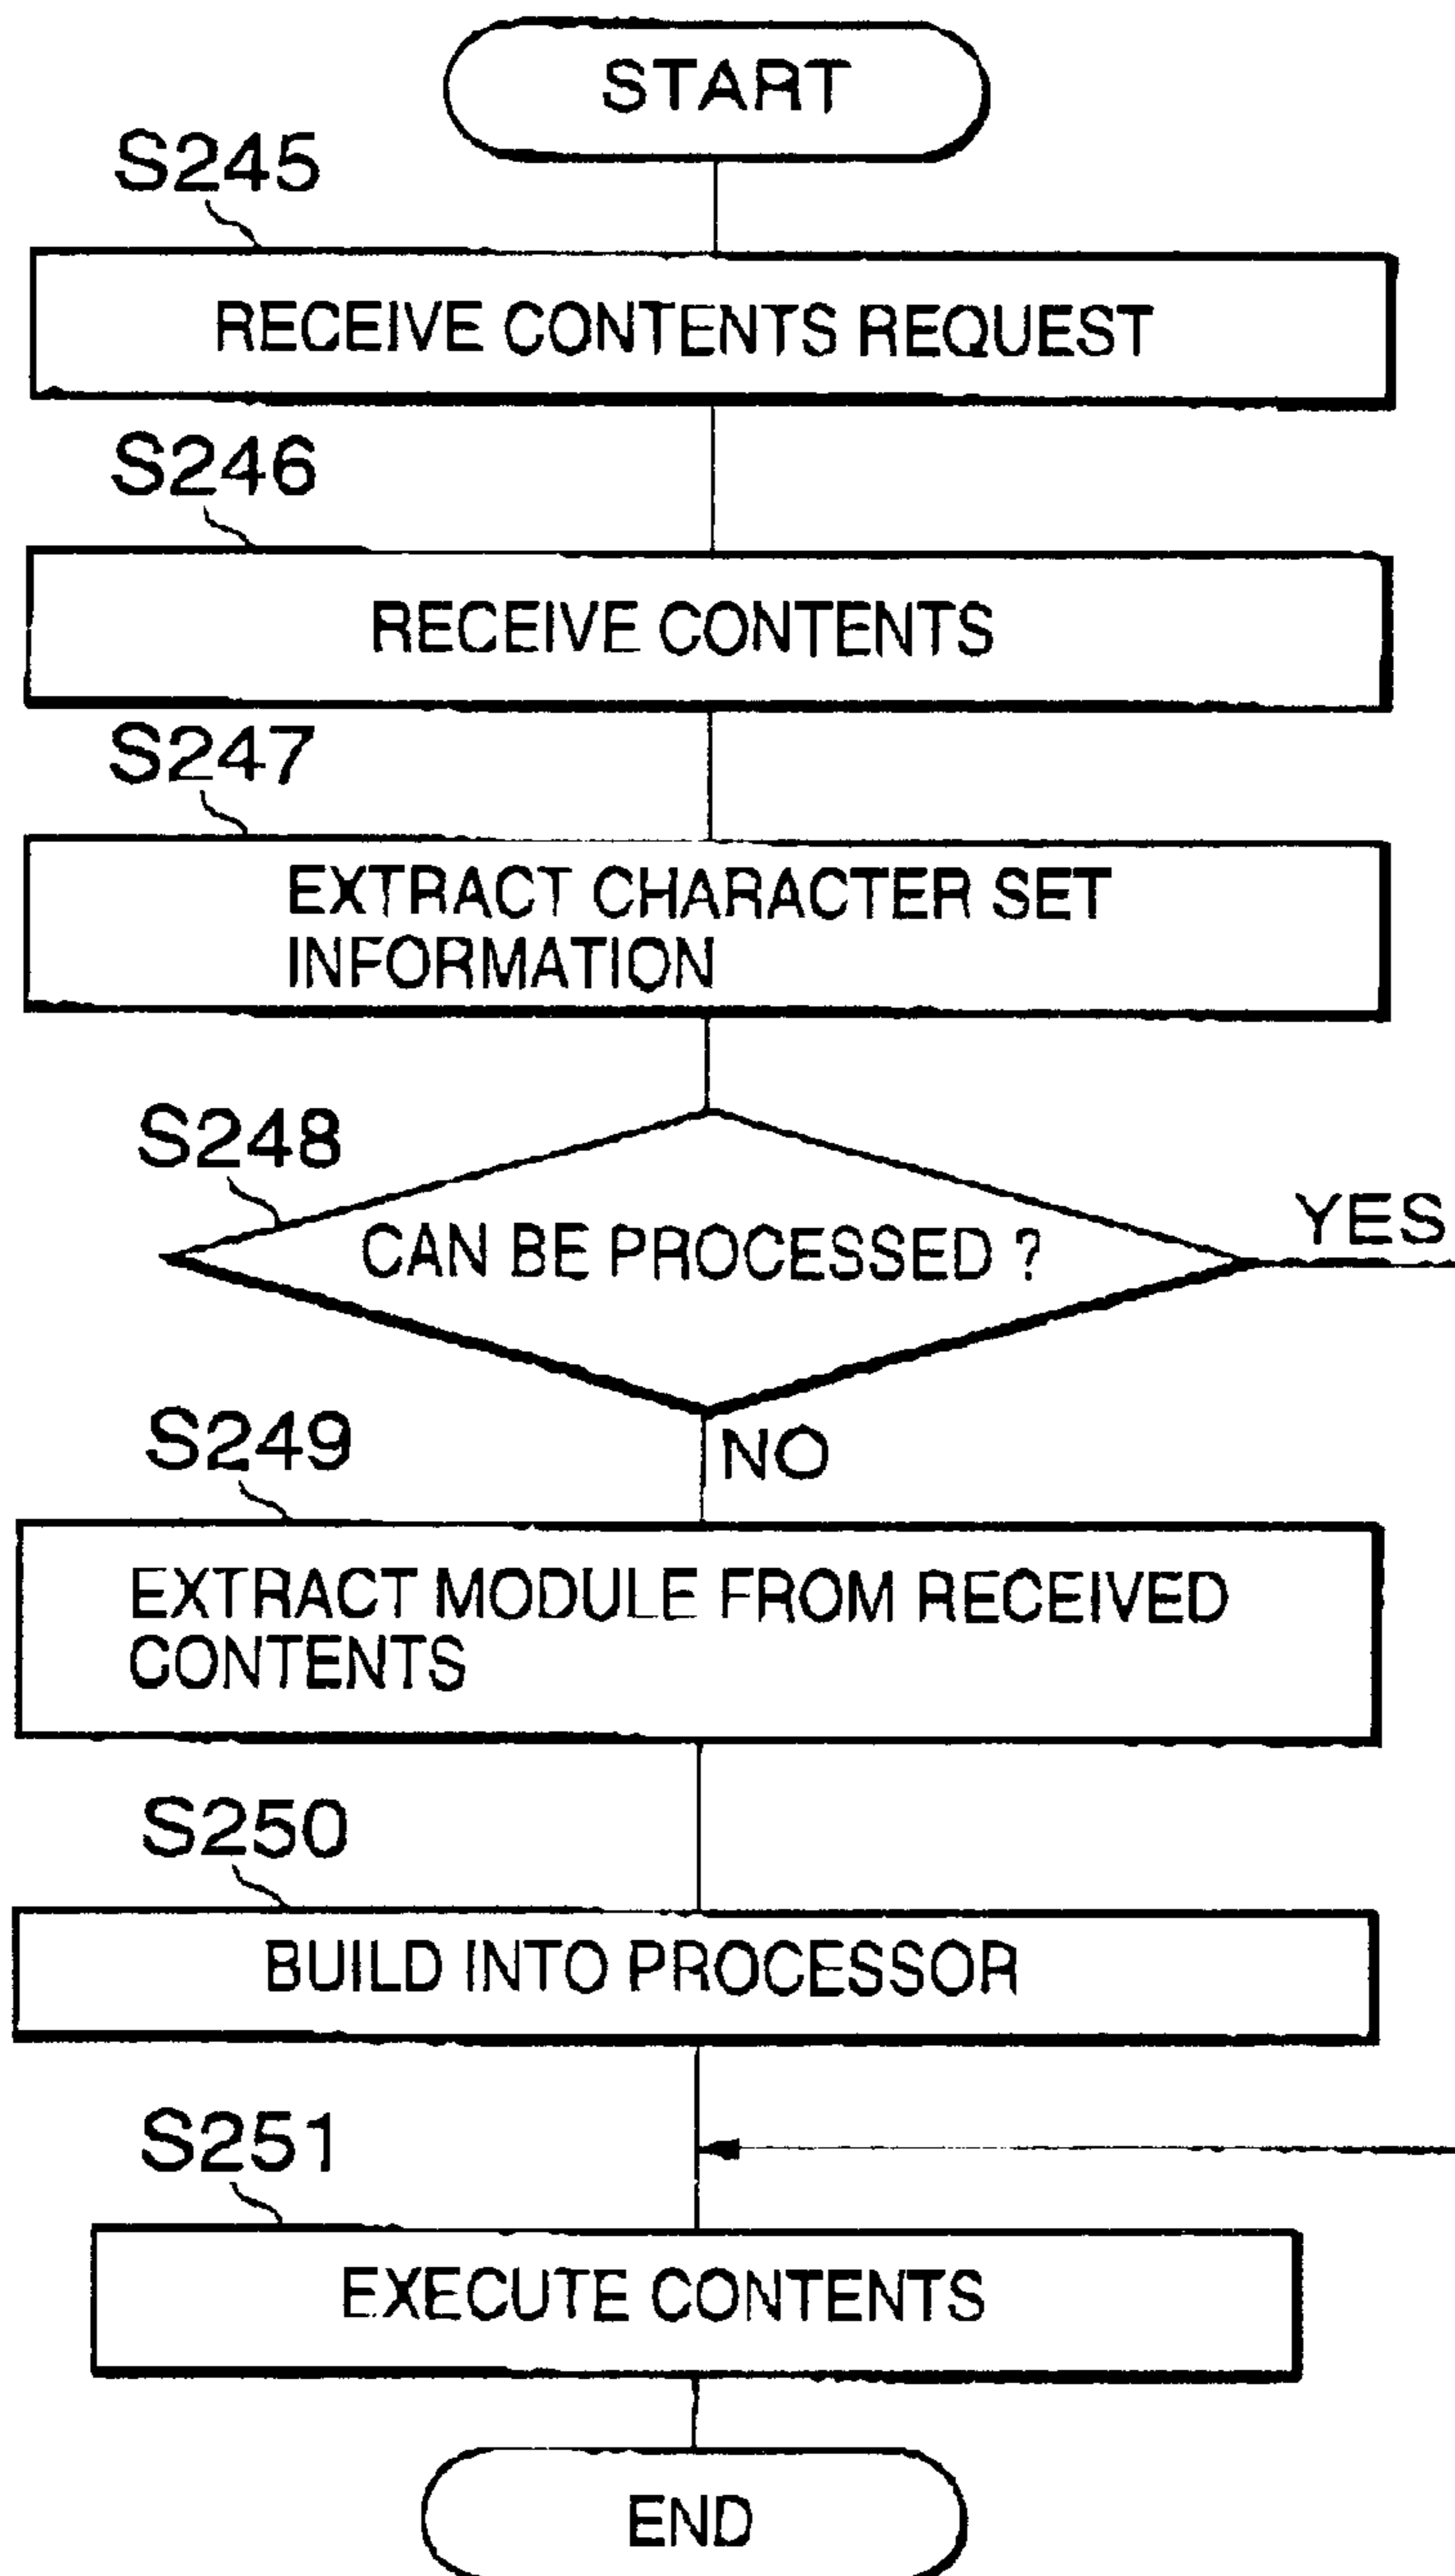 START
S245
RECEIVE CONTENTS REQUEST
S246
RECEIVE CONTENTS
S247
EXTRACT CHARACTER SET
INFORMATION
S248
CAN BE PROCESSED ?
YES
NO
S249
EXTRACT MODULE FROM RECEIVED
CONTENTS
S250
BUILD INTO PROCESSOR
S251
EXECUTE CONTENTS
END